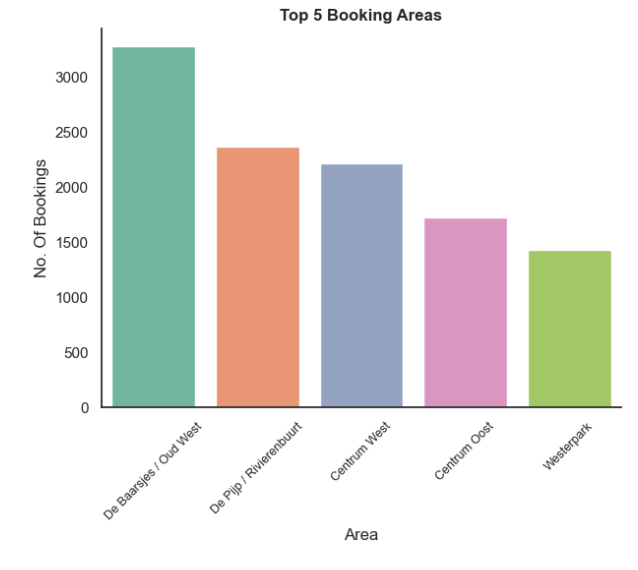 Top 5 Booking Areas
No. Of Bookings
3000
2500
2000
1500
1000
500
0
De Baarsjes / Oud West
De Pijp / Rivierenbuurt
Centrum West
Centrum Oost
Westerpark
Area